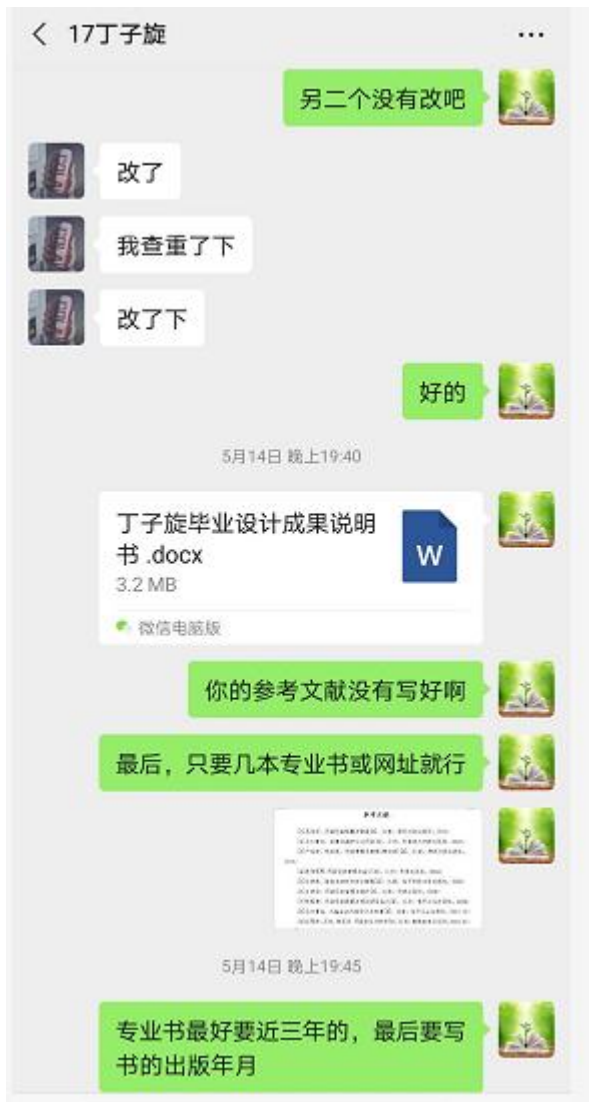 17丁子旋
另二个没有改吧
改了
我查重了下
改了下
好的
5月14日 晚上19:40
丁子旋毕业设计成果说明
书 .docx
3.2 MB
W
微信电脑版
你的参考文献没有写好啊
最后，只要几本专业书或网址就行
参考文献
5月14日 晚上19:45
专业书最好要近三年的，最后要写
书的出版年月